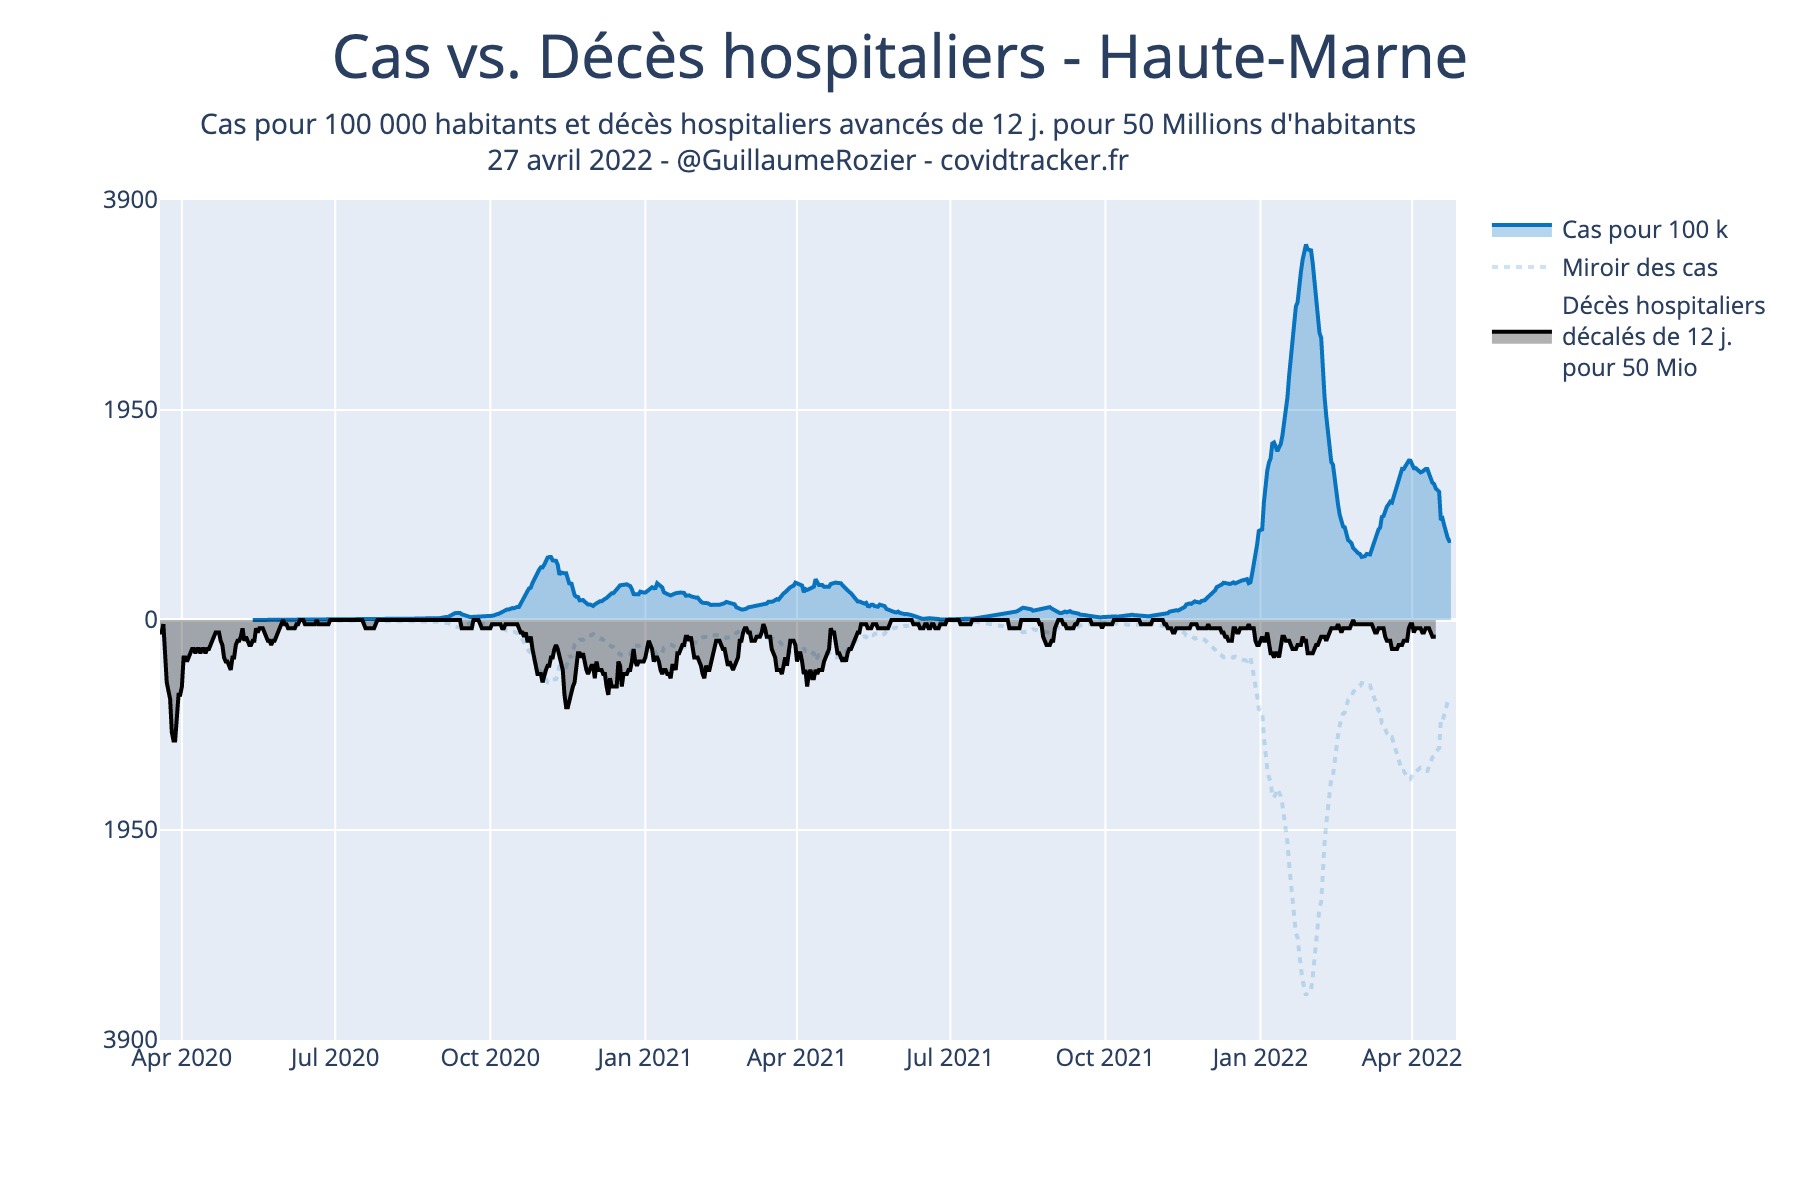 Cas vs. Décès hospitaliers - Haute-Marne
Cas pour 100 000 habitants et décès hospitaliers avancés de 12 j. pour 50 Millions d'habitants
27 avril 2022 - @GuillaumeRozier - covidtracker.fr
3900
1950
0
1950
3900
Apr 2020
Jul 2020
Oct 2020
Jan 2021
Apr 2021
Jul 2021
Oct 2021
Jan 2022
Apr 2022
Cas pour 100 k
Miroir des cas
Décès hospitaliers
décalés de 12 j.
pour 50 Mio